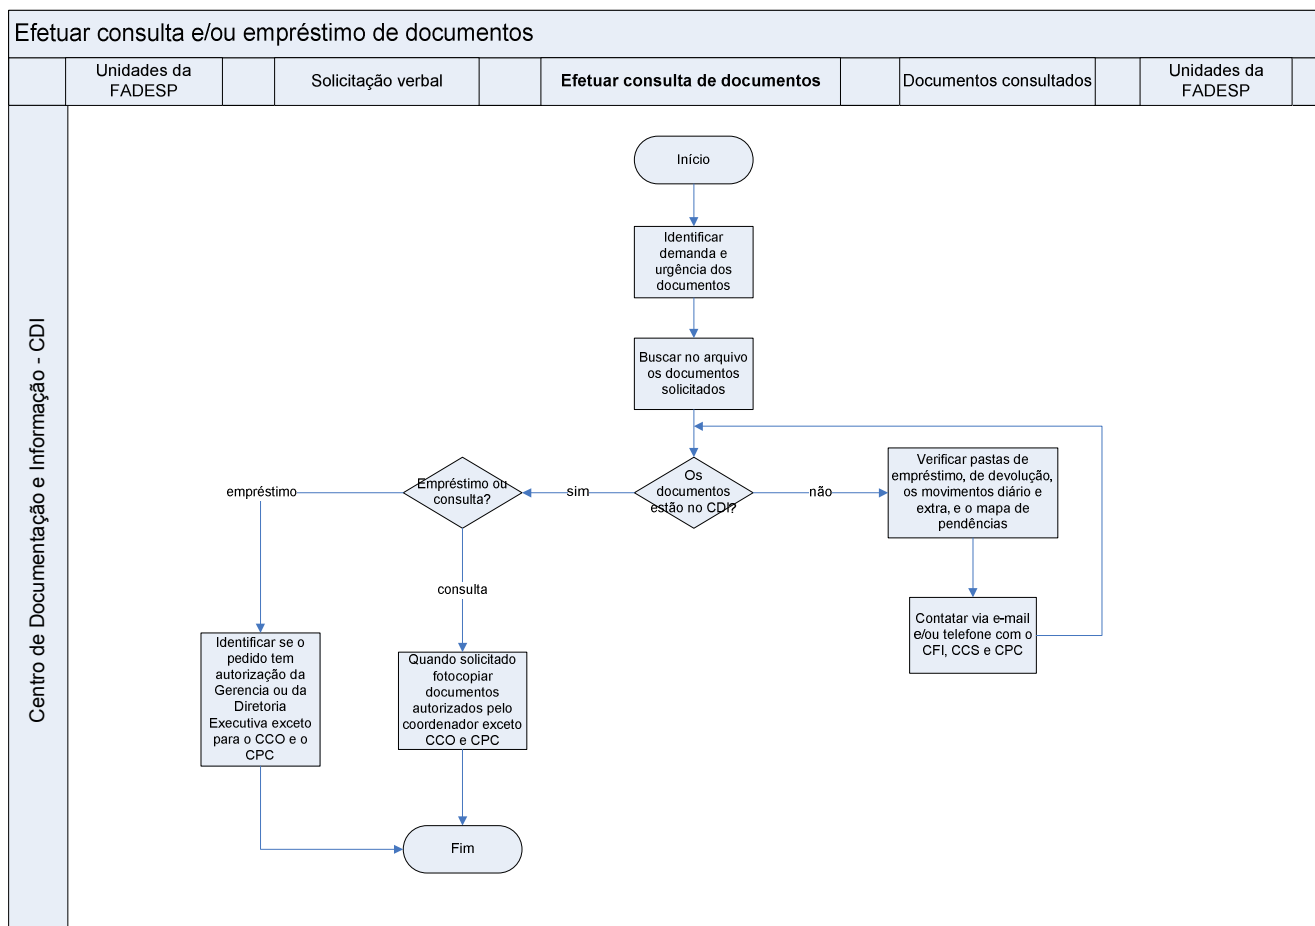 Efetuar consulta e/ou empréstimo de documentos
Unidades da
FADESP
Solicitação verbal
Efetuar consulta de documentos
Documentos consultados
Unidades da
FADESP
Centro de Documentação e Informação - CDI
Início
Identificar
demanda e
urgência dos
documentos
Buscar no arquivo
os documentos
solicitados
Os
documentos
estão no CDI?
sim
não
Empréstimo ou
consulta?
empréstimo
consulta
Verificar pastas de
empréstimo, de devolução,
os movimentos diário e
extra, e o mapa de
pendências
Contatar via e-mail
e/ou telefone com o
CFI, CCS e CPC
Identificar se o
pedido tem
autorização da
Gerencia ou da
Diretoria
Executiva exceto
para o CCO e o
CPC
Quando solicitado
fotocopiar
documentos
autorizados pelo
coordenador exceto
CCO e CPC
Fim